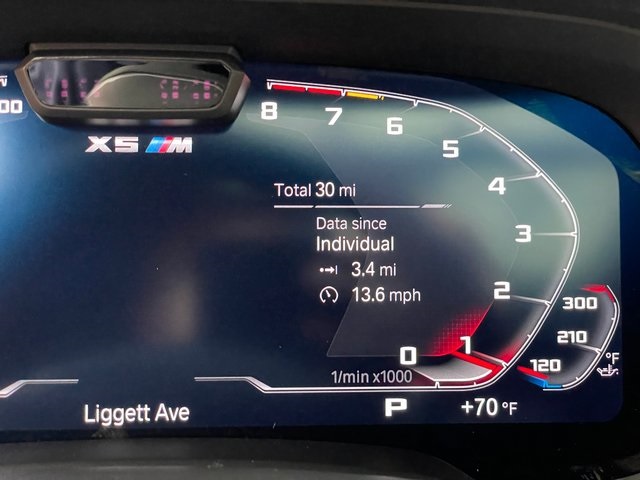 X5 M
8
7
6
5
4
3
2
1
0
1/min x1000
Total 30 mi
Data since
Individual
3.4 mi
13.6 mph
300
210
120
°F
Liggett Ave
P
+70 °F